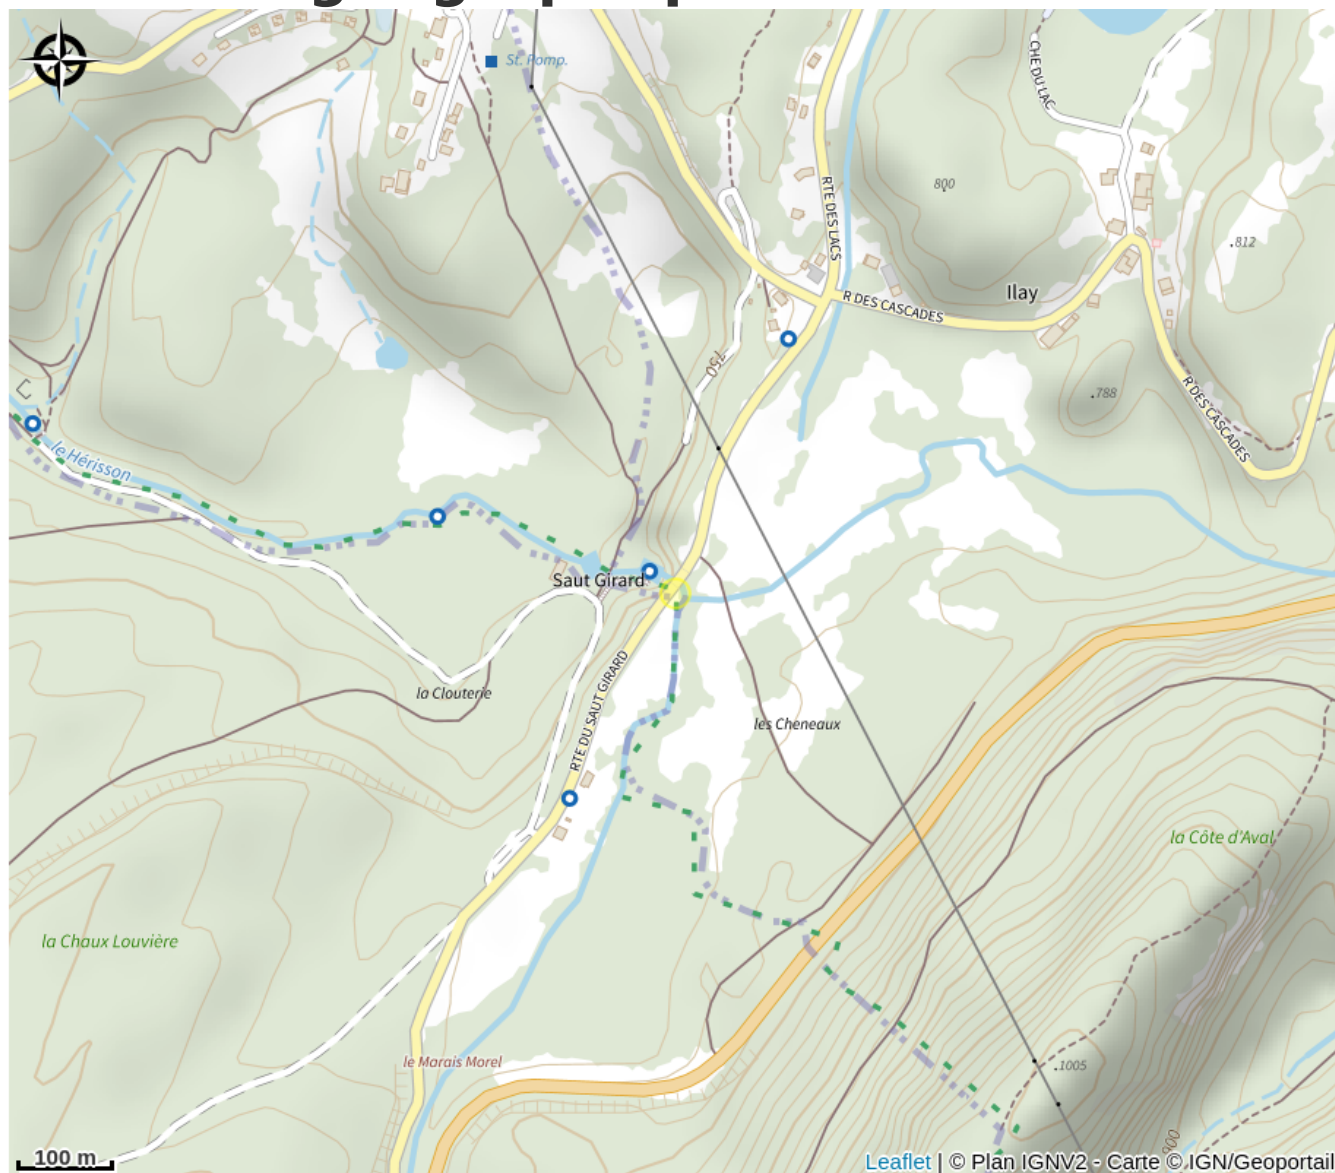 St. Pomp.
CHE DU LAC
RTE DES LACS
800
.812
Ilay
R DES CASCADES
750
.788
R DES CASCADES
le Hérisson
Saut Girard
la Clouterie
RTE DU SAUT GIRARD
les Cheneaux
la Côte d'Aval
la Chaux Louvière
le Marais Morel
.1005
800
100 m
Leaflet | © Plan IGNV2 - Carte © IGN/Geoportail